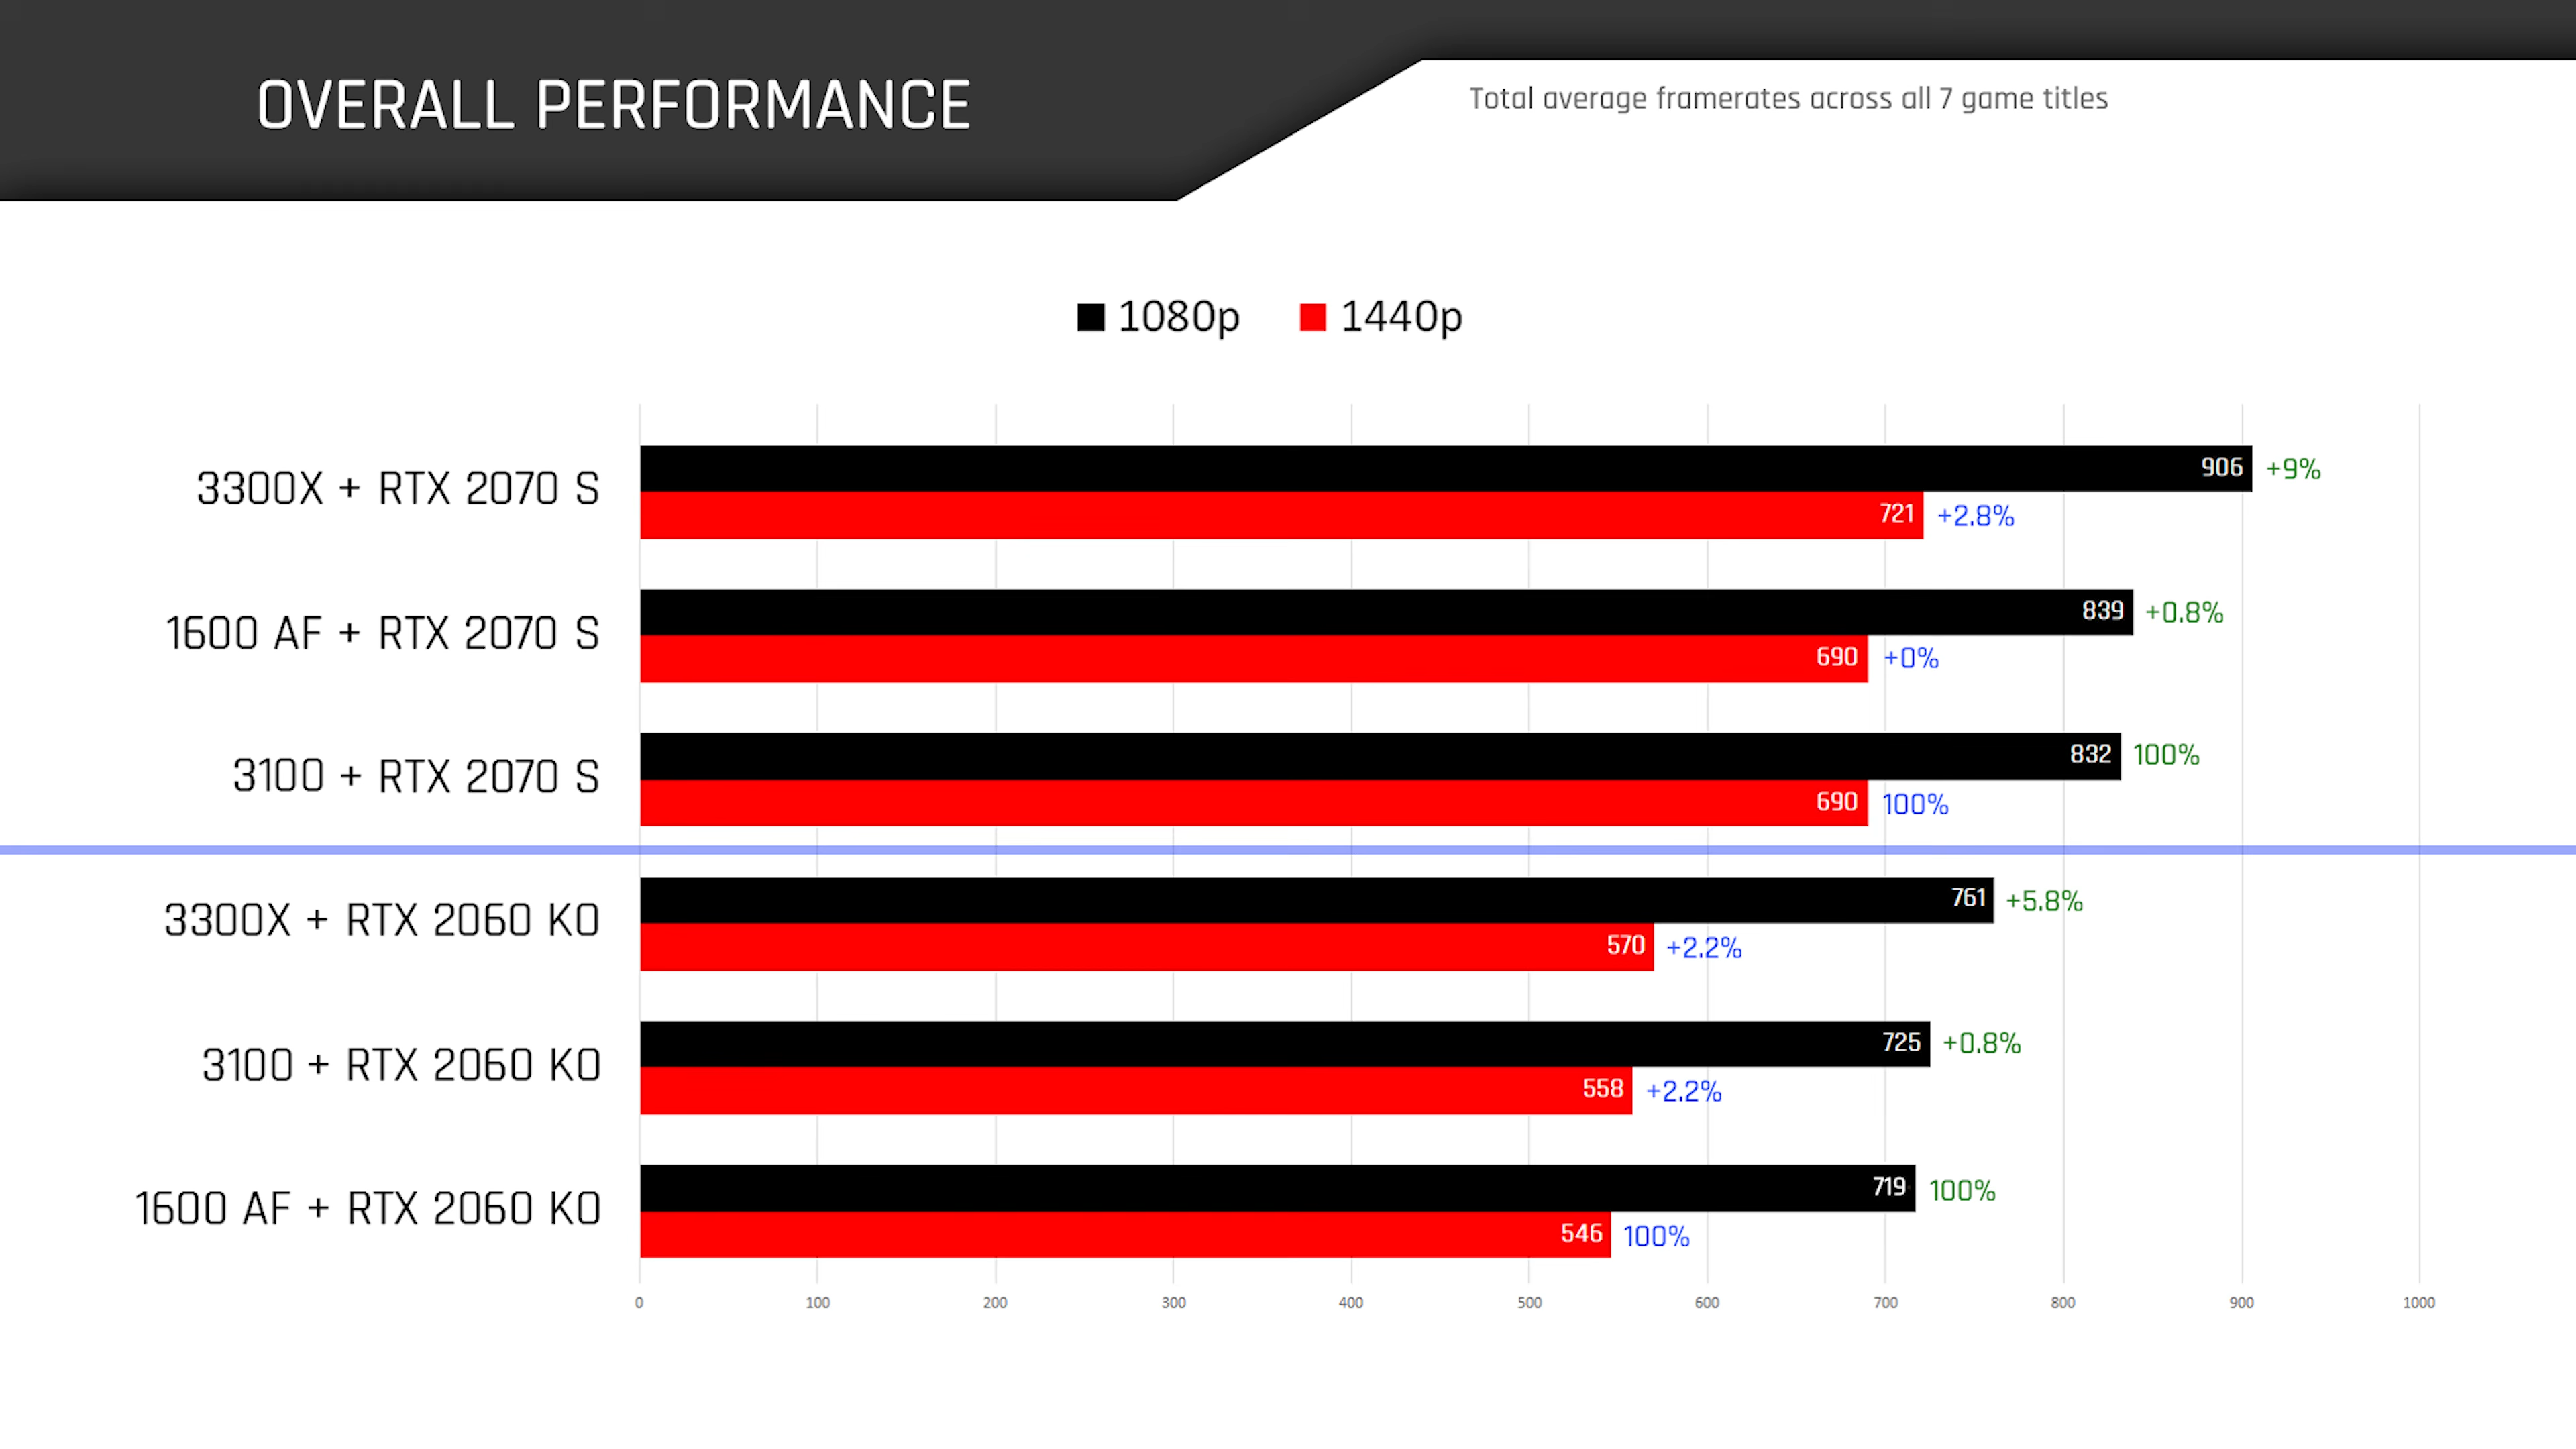 OVERALL PERFORMANCE
Total average framerates across all 7 game titles
1080p 1440p
3300X + RTX 2070 S
906 +9%
721 +2.8%
1600 AF + RTX 2070 S
839 +0.8%
690 +0%
3100 + RTX 2070 S
832 100%
690 100%
3300X + RTX 2060 KO
761 +5.8%
570 +2.2%
3100 + RTX 2060 KO
725 +0.8%
558 +2.2%
1600 AF + RTX 2060 KO
719 100%
546 100%
0 100 200 300 400 500 600 700 800 900 1000